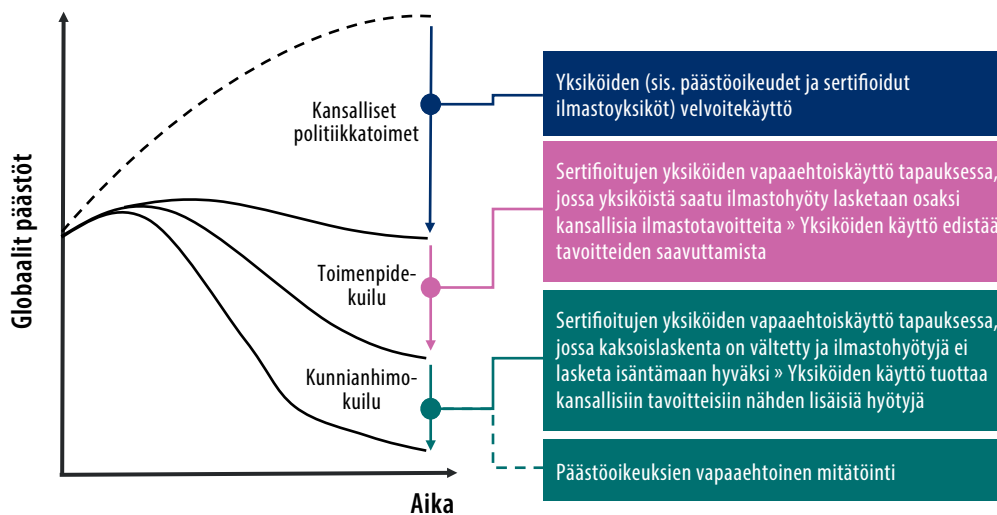 Globaalit päästöt
Kansalliset
politiikkatoimet
Toimenpide-
kuilu
Kunnianhimo-
kuilu
Aika
Yksiköiden (sis. päästöoikeudet ja sertifioidut
ilmastoyksiköt) velvoitekäyttö
Sertifioitujen yksiköiden vapaaehtoiskäyttö tapauksessa,
jossa yksiköistä saatu ilmastohyöty lasketaan osaksi
kansallisia ilmastotavoitteita » Yksiköiden käyttö edistää
tavoitteiden saavuttamista
Sertifioitujen yksiköiden vapaaehtoiskäyttö tapauksessa,
jossa kaksoislaskenta on vältetty ja ilmastohyötyjä ei
lasketa isäntämaan hyväksi » Yksiköiden käyttö tuottaa
kansallisiin tavoitteisiin nähden lisäisiä hyötyjä
Päästöoikeuksien vapaaehtoinen mitätöinti